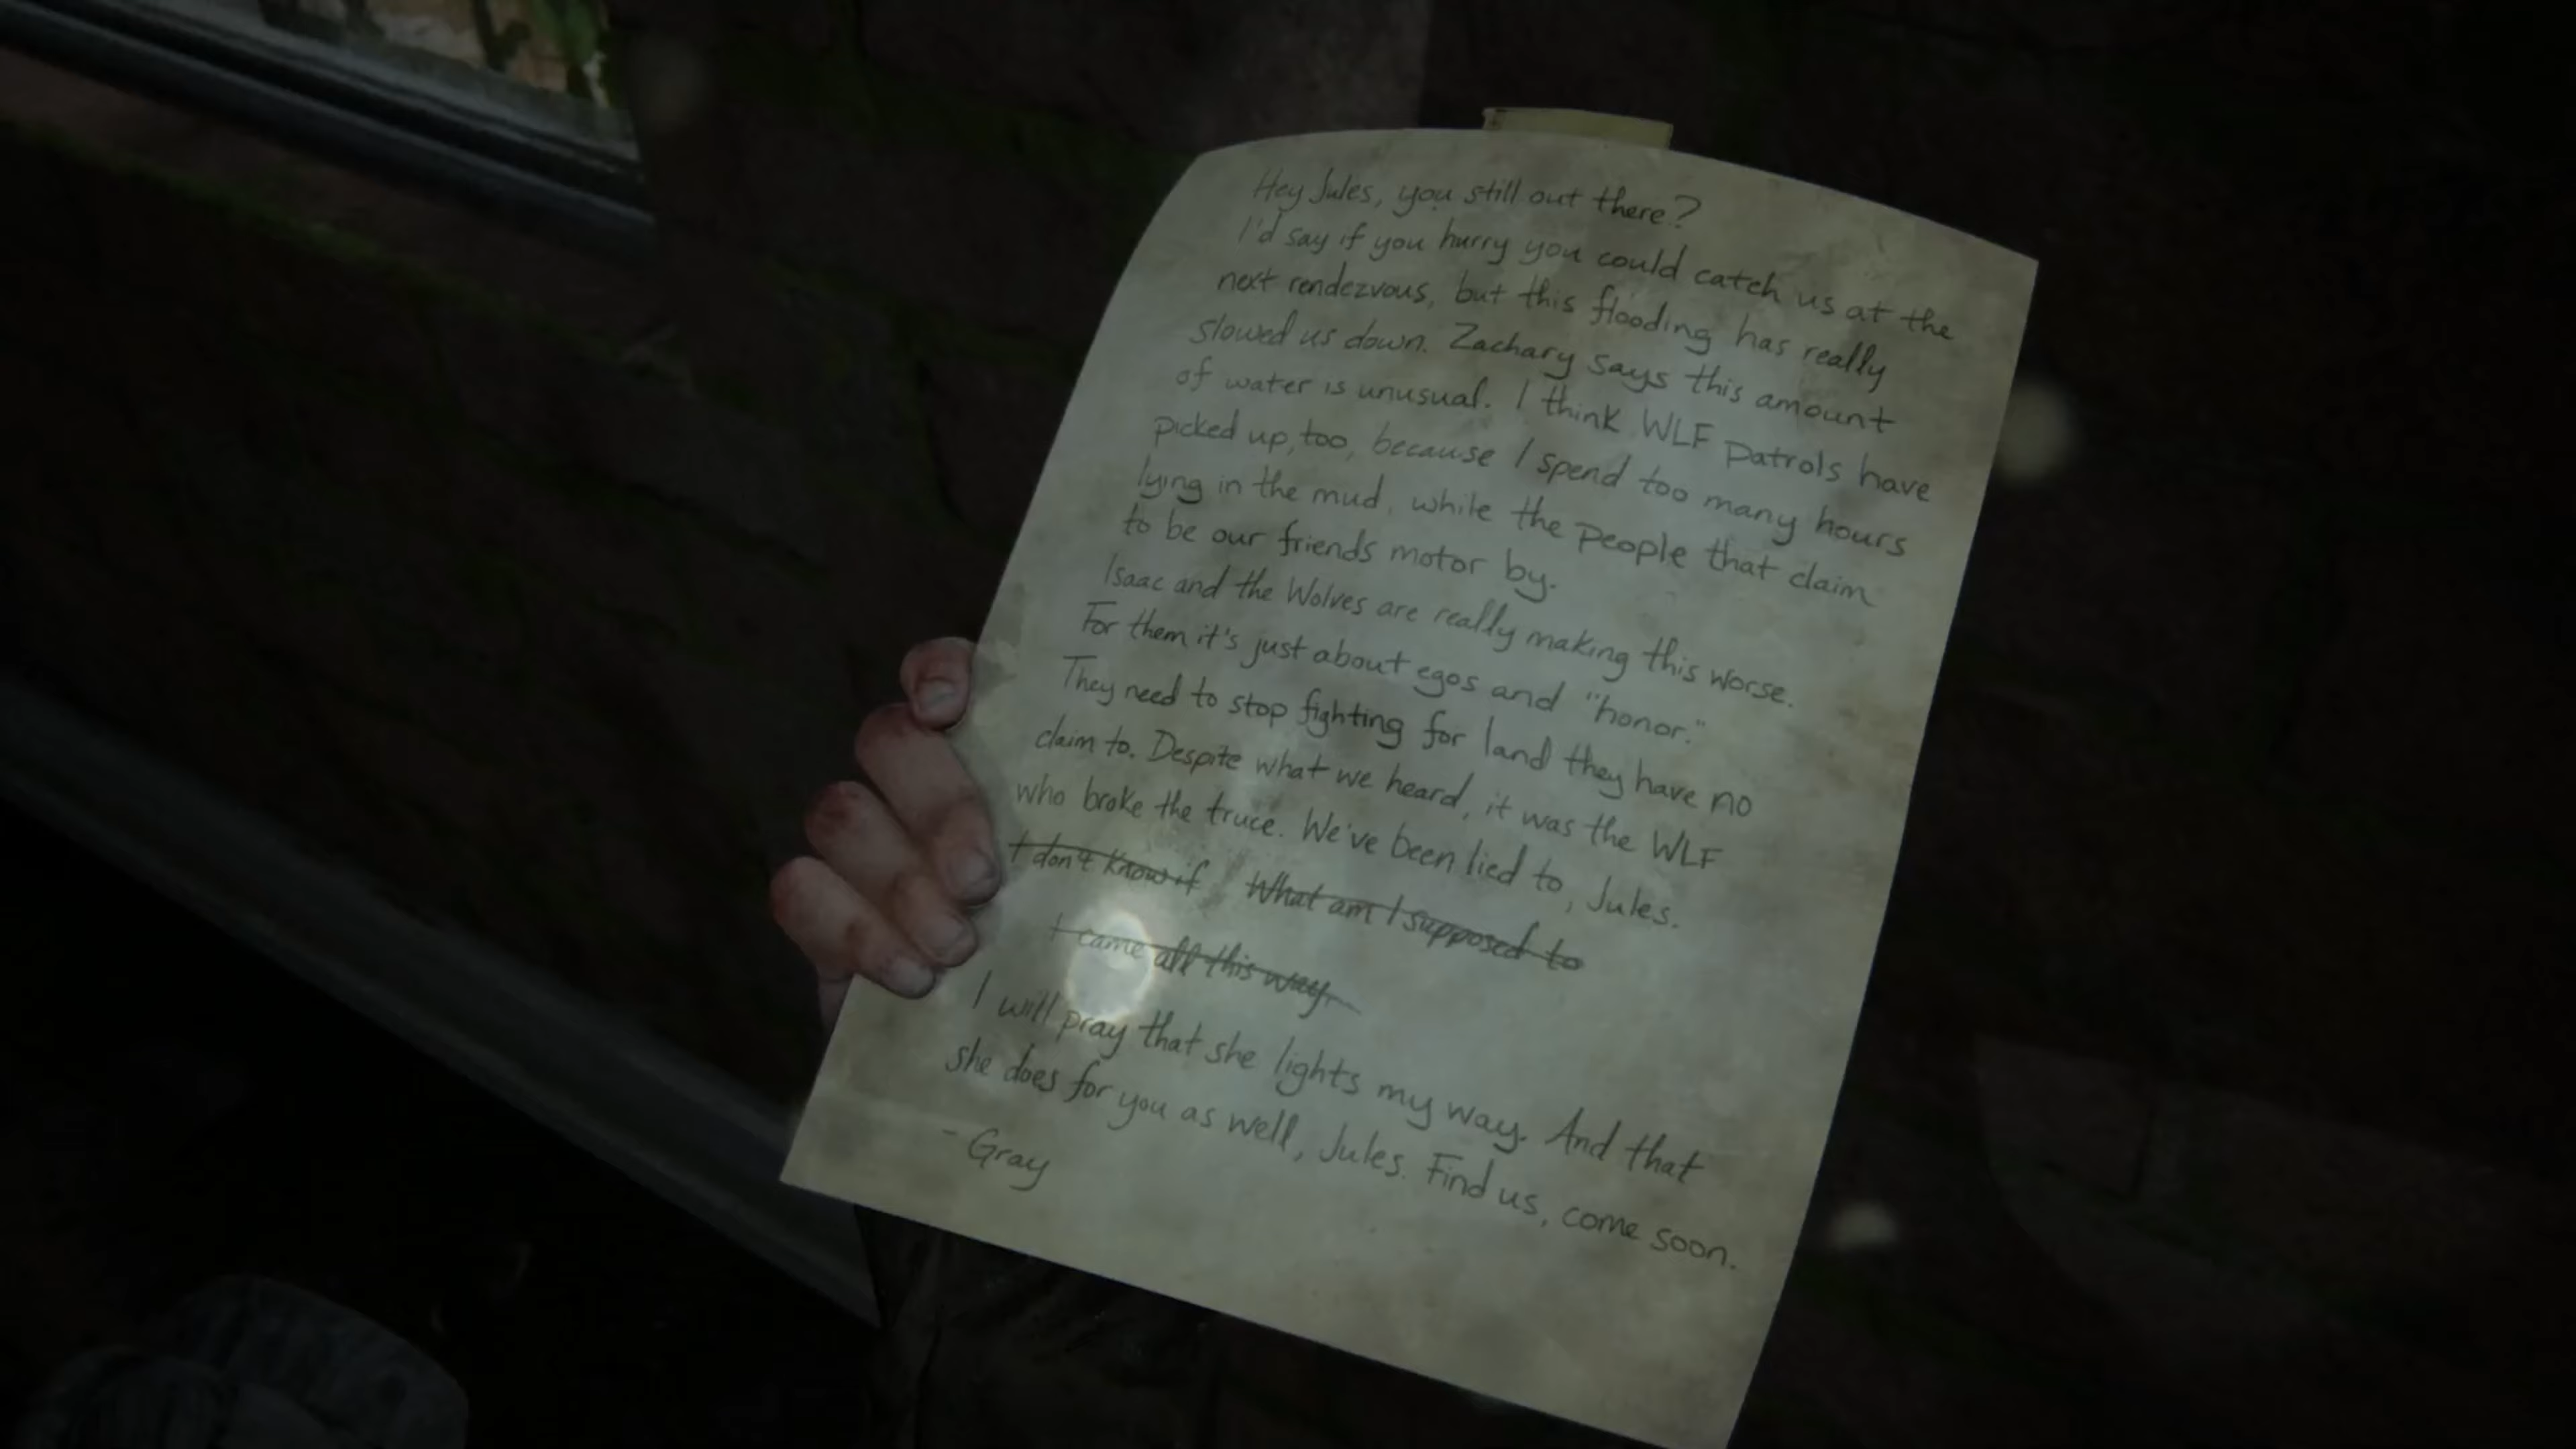 Hey Jules, you still out there?
I'd say if you hurry you could catch us at the
next rendezvous, but this flooding has really
slowed us down. Zachary says this amount
of water is unusual. I think WLF patrols have
picked up, too, because I spend too many hours
lying in the mud, while the people that claim
to be our friends motor by.
Isaac and the Wolves are really making this worse.
For them it's just about egos and "honor."
They need to stop fighting for land they have no
claim to. Despite what we heard, it was the WLF
who broke the truce. We've been lied to, Jules.
I don't know if What am I supposed to
I came all this way
I will pray that she lights my way. And that
she does for you as well, Jules. Find us, come soon.
- Gray